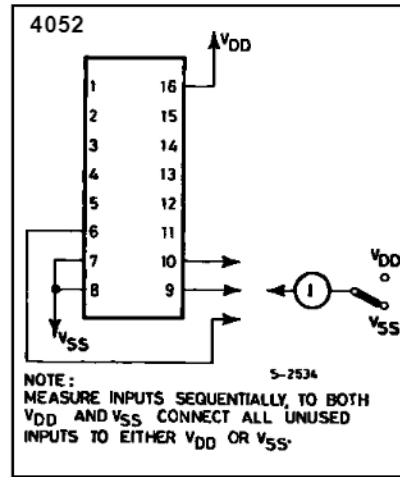 4052
VDD
1 16
2 15
3 14
4 13
5 12
6 11
7 10
8 9
VDD
I
VSS
VSS
S-2534
NOTE:
MEASURE INPUTS SEQUENTIALLY, TO BOTH
VDD AND VSS CONNECT ALL UNUSED
INPUTS TO EITHER VDD OR VSS.